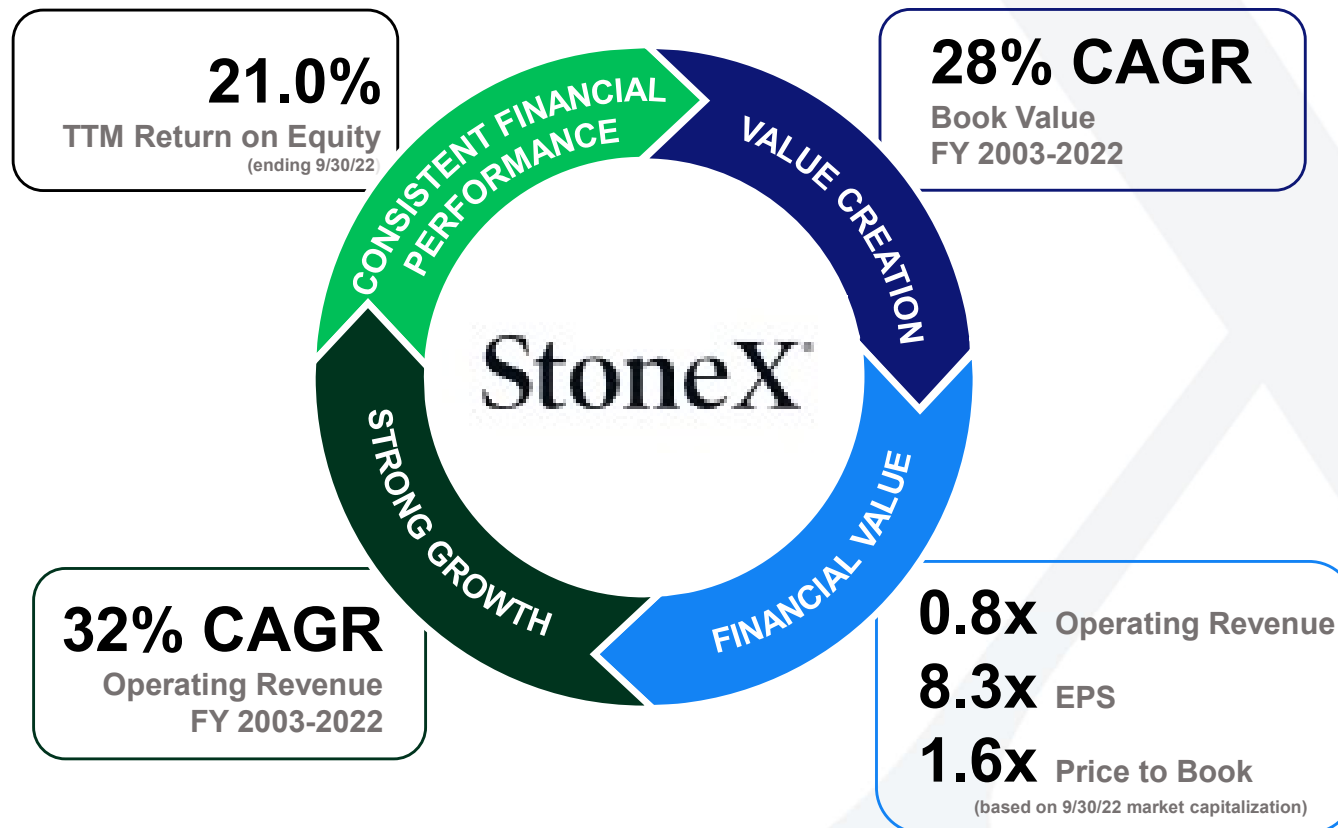 21.0%
TTM Return on Equity
(ending 9/30/22)
28% CAGR
Book Value
FY 2003-2022
CONSISTENT FINANCIAL
PERFORMANCE
VALUE CREATION
StoneX®
STRONG GROWTH
FINANCIAL VALUE
32% CAGR
Operating Revenue
FY 2003-2022
0.8x Operating Revenue
8.3x EPS
1.6x Price to Book
(based on 9/30/22 market capitalization)